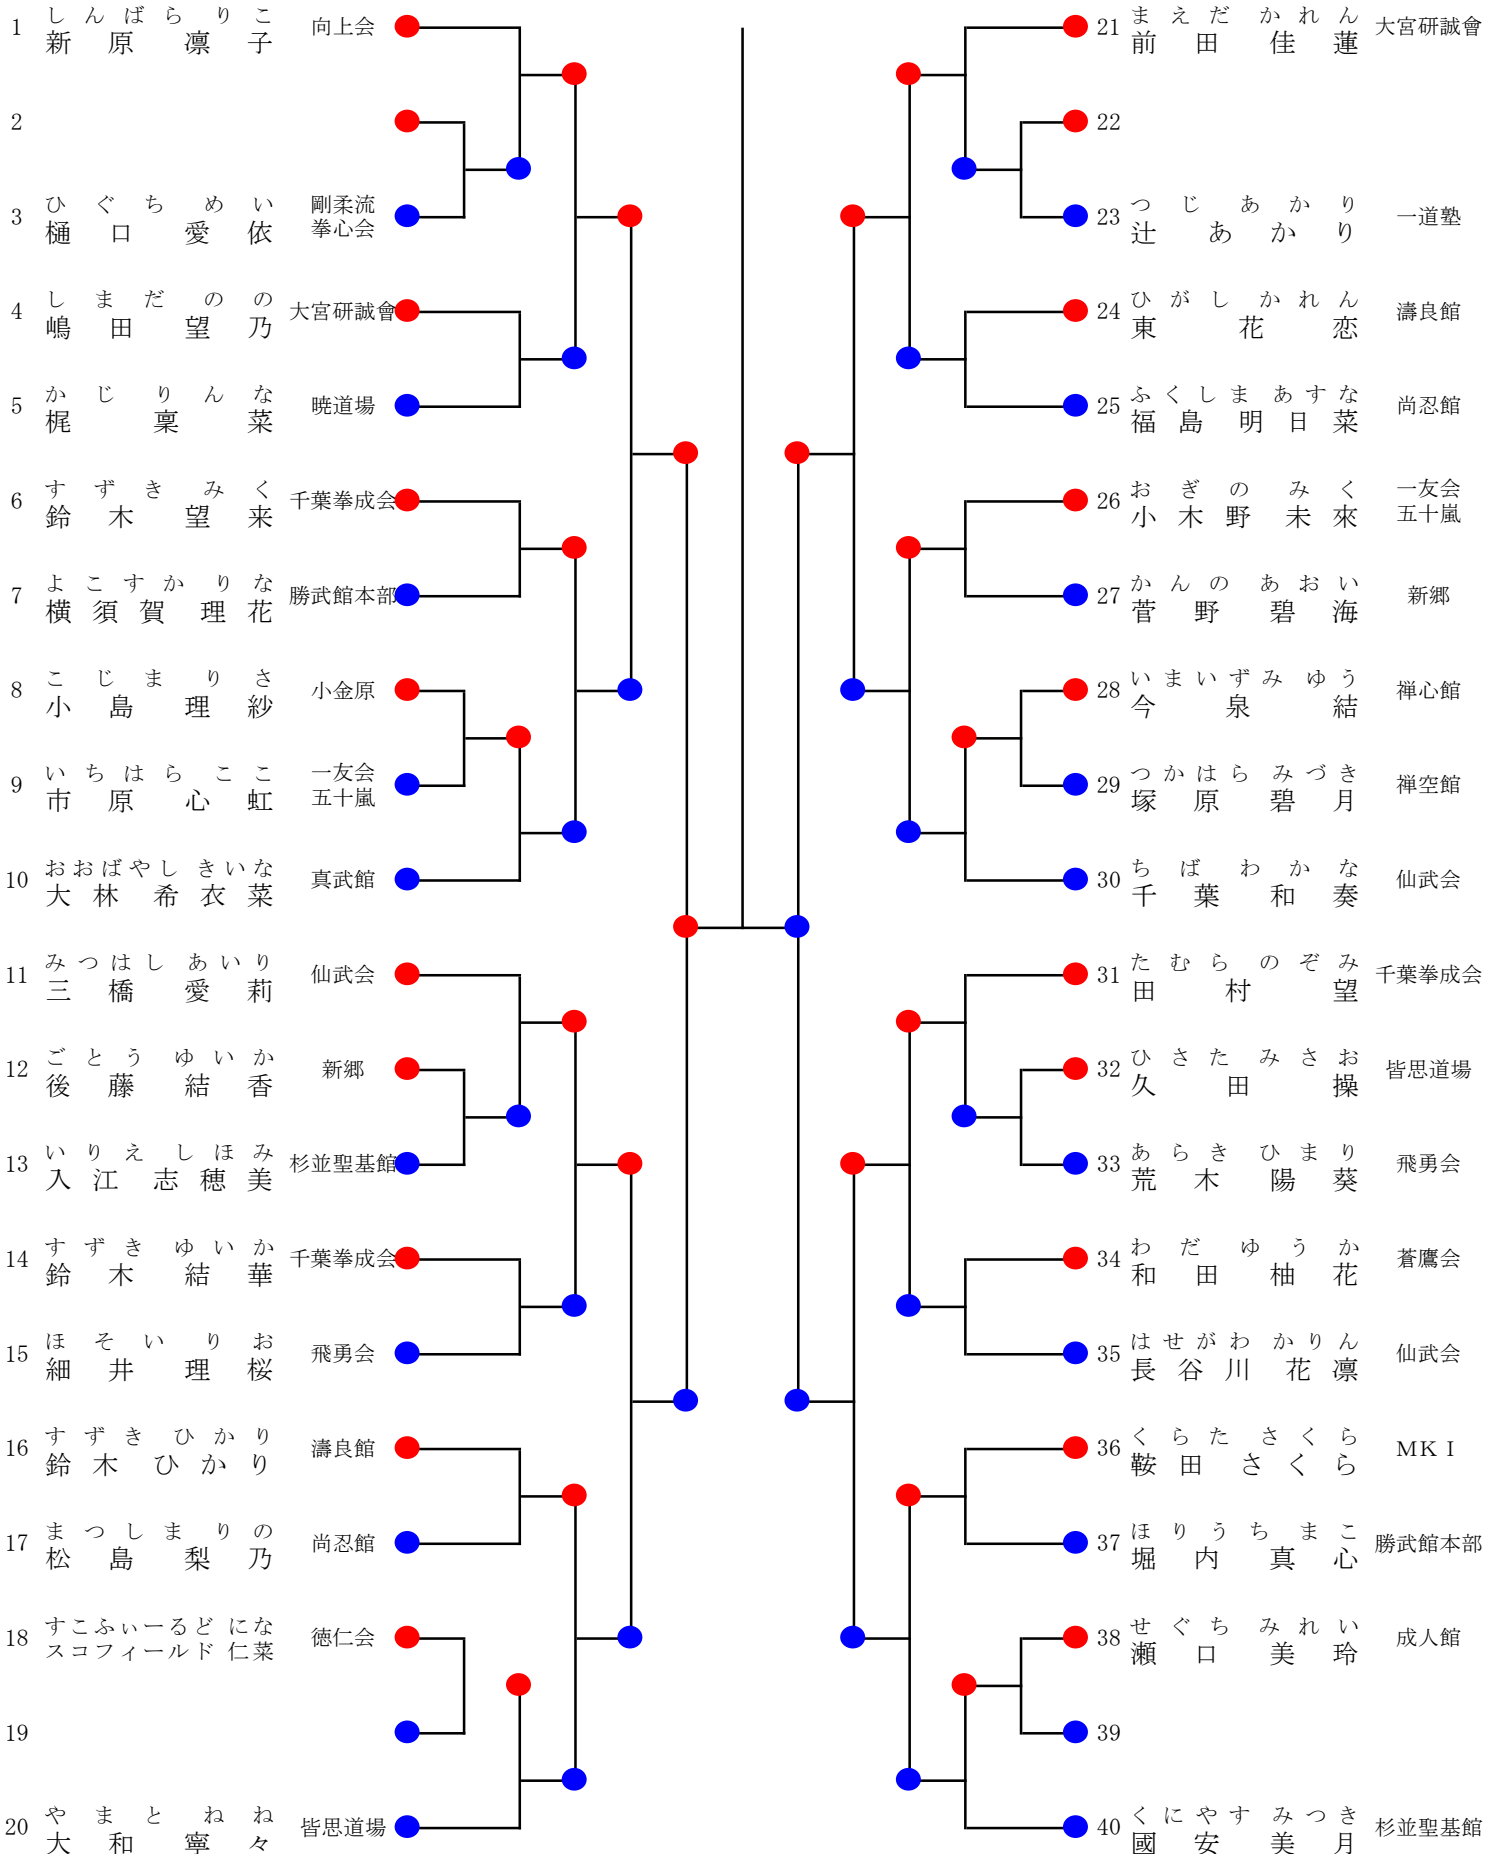 しんばら りこ
1 新原 凛子 向上会
2
ひぐち めい 剛柔流
3 樋口 愛依 拳心会
しまだ のの
4 嶋田 望乃 大宮研誠會
かじ りんな
5 梶 稟菜 暁道場
すずき みく
6 鈴木 望来 千葉拳成会
よこすか りな
7 横須賀 理花 勝武館本部
こじま りさ
8 小島 理紗 小金原
いちはら ここ 一友会
9 市原 心虹 五十嵐
おおばやし きいな
10 大林 希衣菜 真武館
みつはし あいり
11 三橋 愛莉 仙武会
ごとう ゆいか
12 後藤 結香 新郷
いりえ しほみ
13 入江 志穂美 杉並聖基館
すずき ゆいか
14 鈴木 結華 千葉拳成会
ほそい りお
15 細井 理桜 飛勇会
すずき ひかり
16 鈴木 ひかり 濤良館
まつしま りの
17 松島 梨乃 尚忍館
すこふぃーるど にな
18 スコフィールド 仁菜 徳仁会
19
やまと ねね
20 大和 寧々 皆思道場
まえだ かれん
21 前田 佳蓮 大宮研誠會
22
つじ あかり
23 辻 あかり 一道塾
ひがし かれん
24 東 花恋 濤良館
ふくしま あすな
25 福島 明日菜 尚忍館
おぎの みく 一友会
26 小木野 未來 五十嵐
かんの あおい
27 菅野 碧海 新郷
いまいずみ ゆう
28 今泉 結 禅心館
つかはら みづき
29 塚原 碧月 禅空館
ちば わかな
30 千葉 和奏 仙武会
たむら のぞみ
31 田村 望 千葉拳成会
ひさた みさお
32 久田 操 皆思道場
あらき ひまり
33 荒木 陽葵 飛勇会
わだ ゆうか
34 和田 柚花 蒼鷹会
はせがわ かりん
35 長谷川 花凛 仙武会
くらた さくら
36 鞍田 さくら ＭＫＩ
ほりうち まこ
37 堀内 真心 勝武館本部
せぐち みれい
38 瀬口 美玲 成人館
39
くにやす みつき
40 國安 美月 杉並聖基館